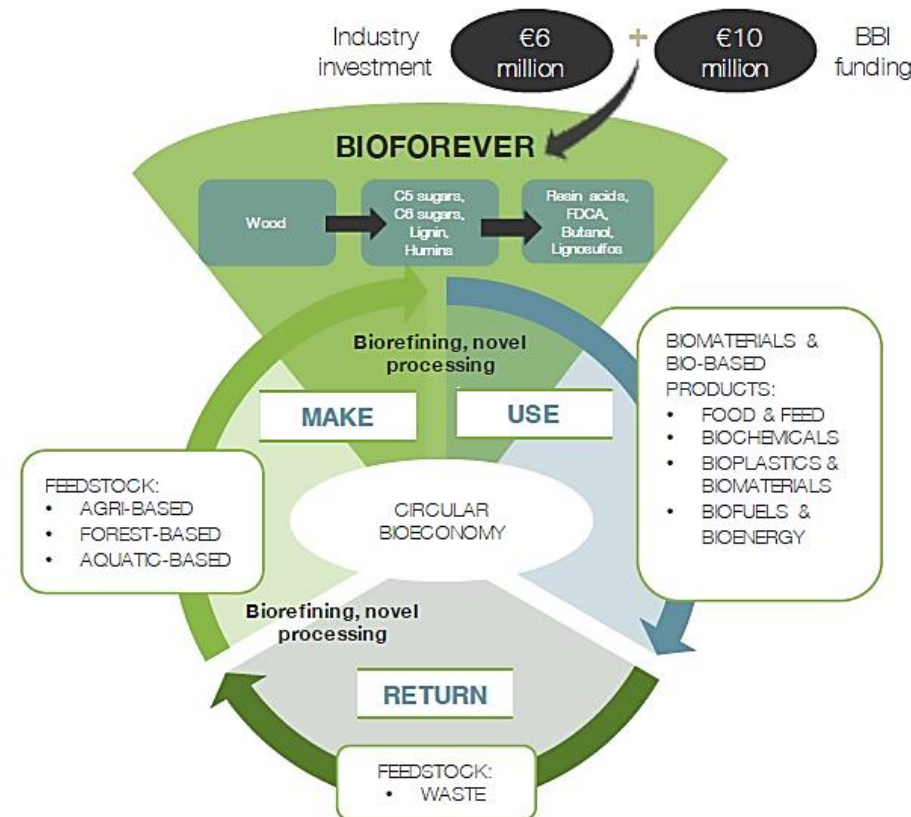 Industry
investment
€6
million
+
€10
million
BBI
funding
BIOFOREVER
Wood
C5 sugars,
C6 sugars,
Lignin,
Humins
Resin acids,
FDCA,
Butanol,
Lignosulfos
Biorefining, novel
processing
MAKE
USE
BIOMATERIALS &
BIO-BASED
PRODUCTS:
• FOOD & FEED
• BIOCHEMICALS
• BIOPLASTICS &
BIOMATERIALS
• BIOFUELS &
BIOENERGY
FEEDSTOCK:
• AGRI-BASED
• FOREST-BASED
• AQUATIC-BASED
CIRCULAR
BIOECONOMY
Biorefining, novel
processing
RETURN
FEEDSTOCK:
• WASTE